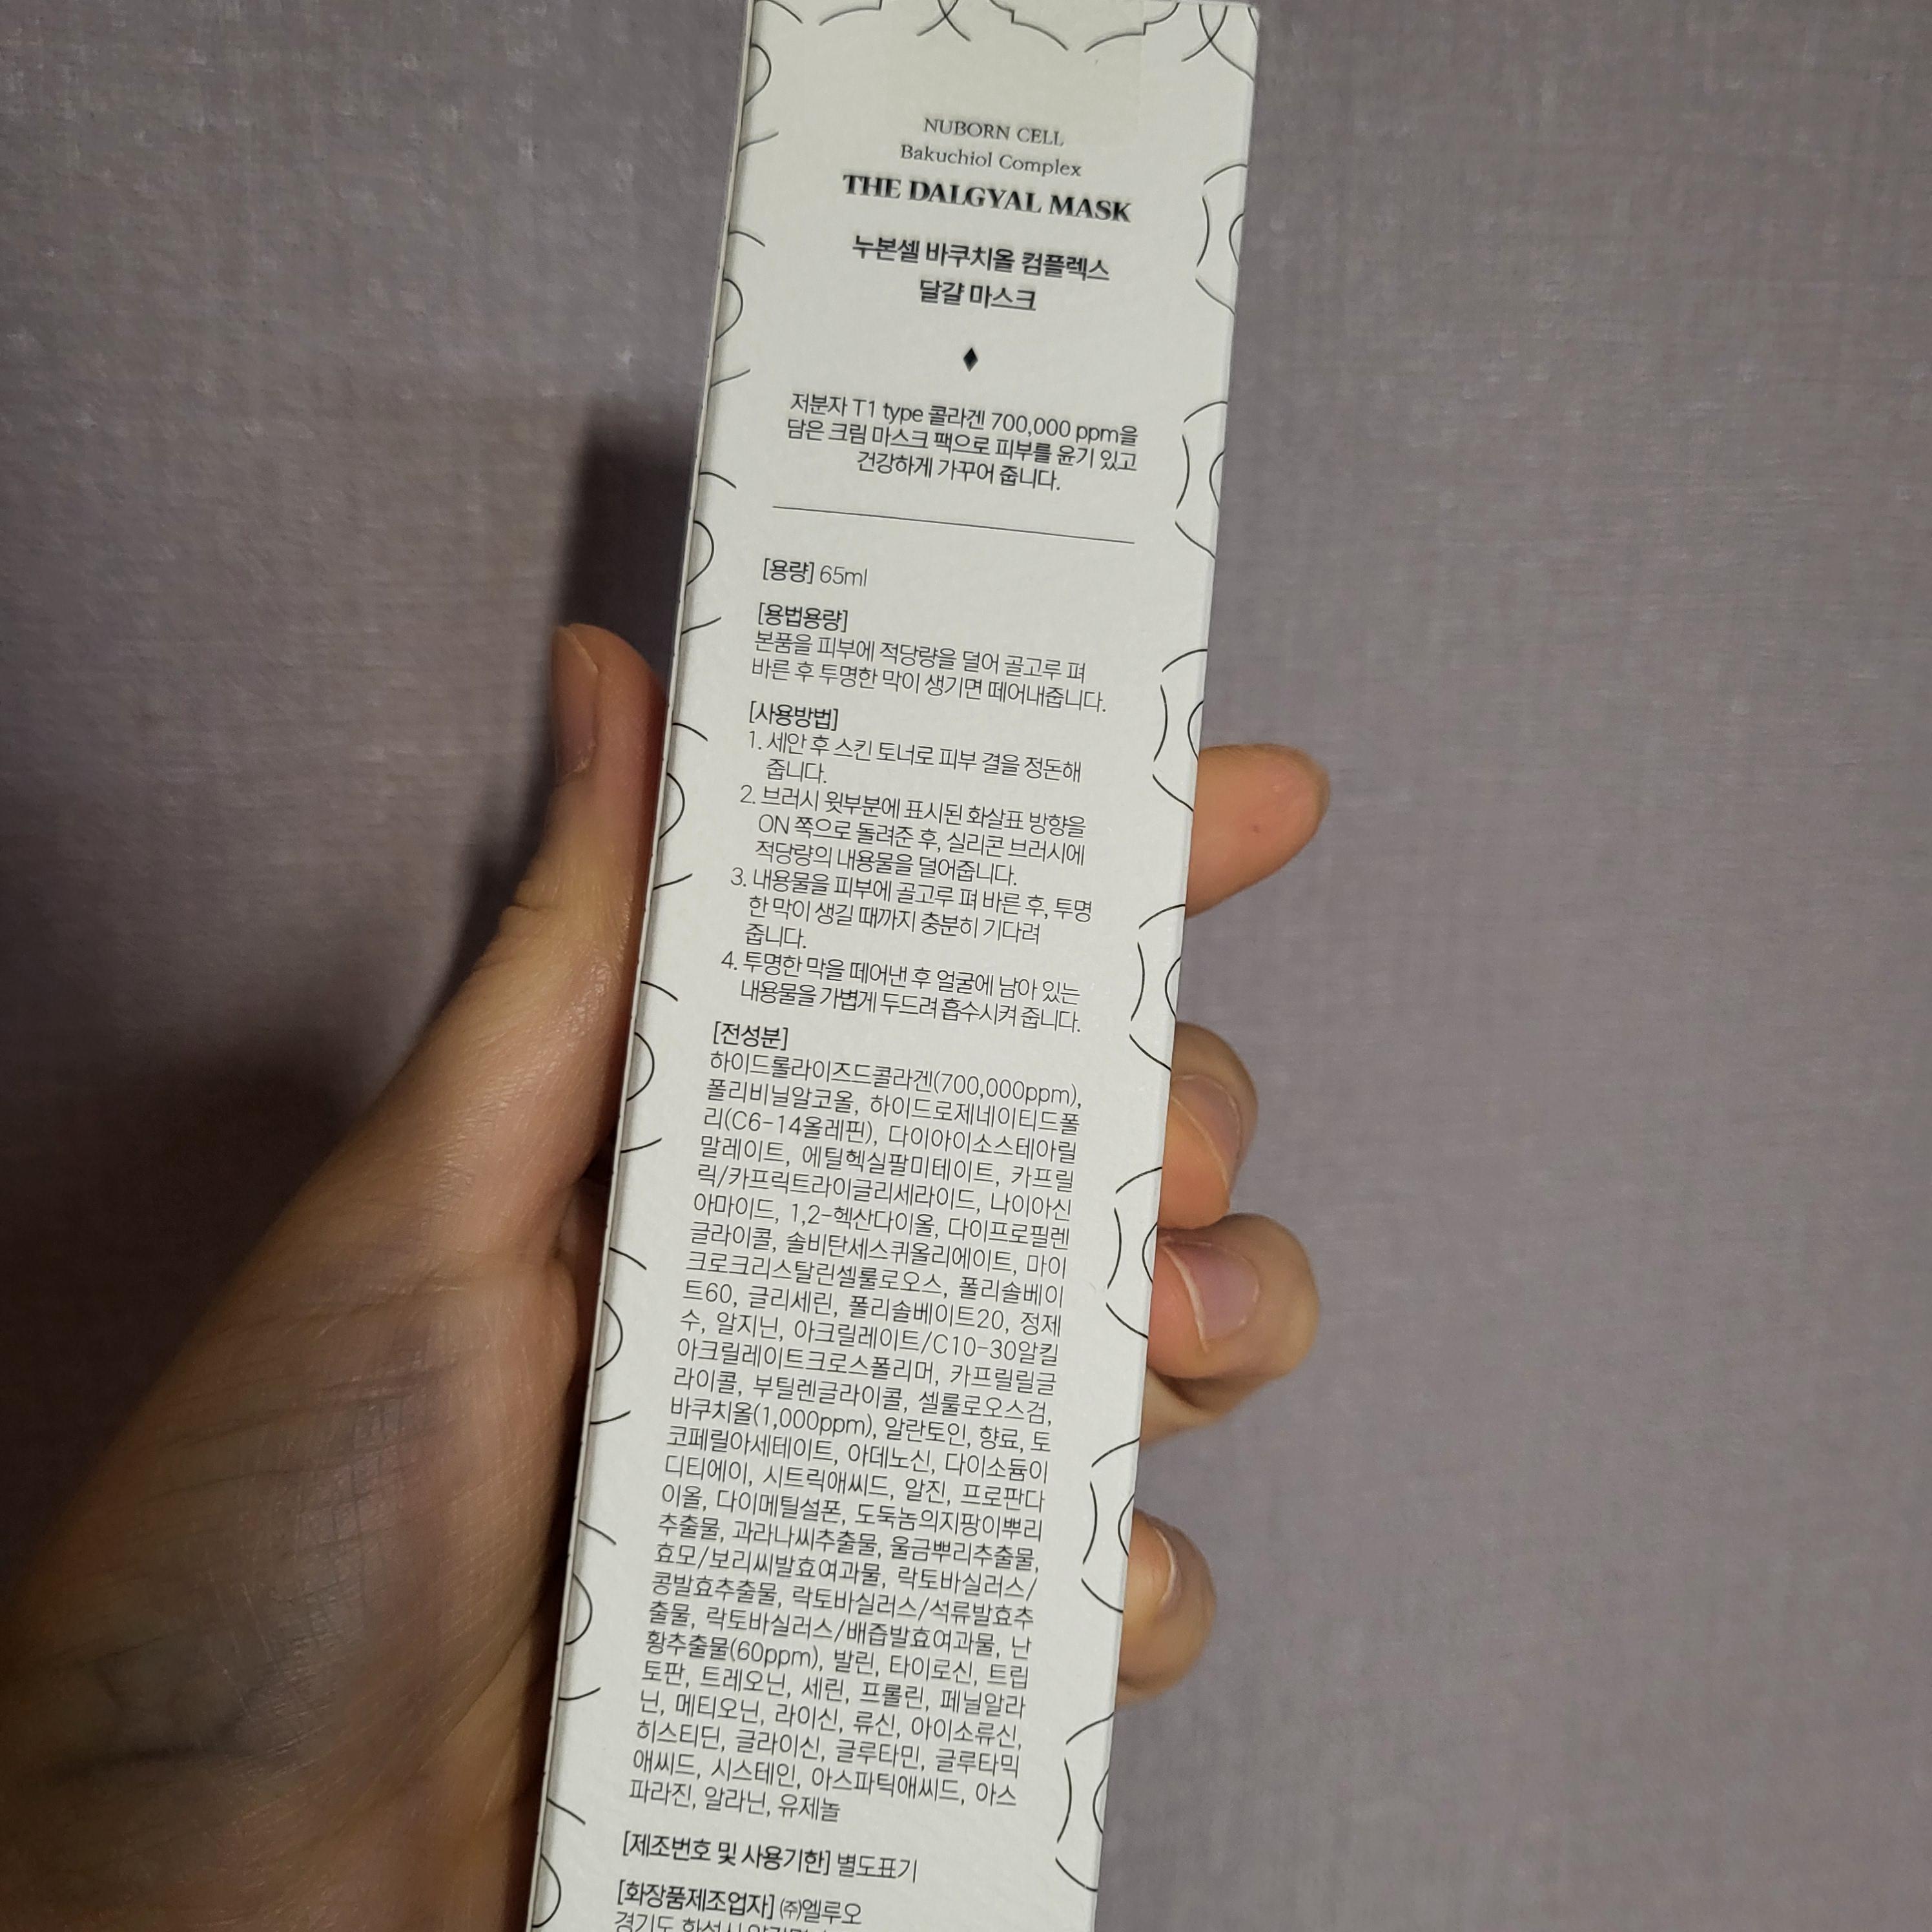 NUBORN CELL
Bakuchiol Complex
THE DALGYAL MASK
누본셀 바쿠치올 컴플렉스
달걀 마스크
저분자 T1 type 콜라겐 700,000 ppm을
담은 크림 마스크 팩으로 피부를 윤기 있고
건강하게 가꾸어 줍니다.
[용량] 65ml
[용법용량]
본품을 피부에 적당량을 덜어 골고루 펴
바른 후 투명한 막이 생기면 떼어내줍니다.
[사용방법]
1. 세안 후 스킨 토너로 피부 결을 정돈해
줍니다.
2. 브러시 윗부분에 표시된 화살표 방향을
ON 쪽으로 돌려준 후, 실리콘 브러시에
적당량의 내용물을 덜어줍니다.
3. 내용물을 피부에 골고루 펴 바른 후, 투명
한 막이 생길 때까지 충분히 기다려
줍니다.
4. 투명한 막을 떼어낸 후 얼굴에 남아 있는
내용물을 가볍게 두드려 흡수시켜 줍니다.
[전성분]
하이드롤라이즈드콜라겐(700,000ppm),
폴리비닐알코올, 하이드로제네이티드폴
리(C6-14올레핀), 다이아이소스테아릴
말레이트, 에틸헥실팔미테이트, 카프릴
릭/카프릭트라이글리세라이드, 나이아신
아마이드, 1,2-헥산다이올, 다이프로필렌
글라이콜, 솔비탄세스퀴올리에이트, 마이
크로크리스탈린셀룰로오스, 폴리솔베이
트60, 글리세린, 폴리솔베이트20, 정제
수, 알지닌, 아크릴레이트/C10-30알킬
아크릴레이트크로스폴리머, 카프릴릴글
라이콜, 부틸렌글라이콜, 셀룰로오스검,
바쿠치올(1,000ppm), 알란토인, 향료, 토
코페릴아세테이트, 아데노신, 다이소듐이
디티에이, 시트릭애씨드, 알진, 프로판다
이올, 다이메틸설폰, 도둑놈의지팡이뿌리
추출물, 과라나씨추출물, 울금뿌리추출물,
효모/보리씨발효여과물, 락토바실러스/
콩발효추출물, 락토바실러스/석류발효추
출물, 락토바실러스/배즙발효여과물, 난
황추출물(60ppm), 발린, 타이로신, 트립
토판, 트레오닌, 세린, 프롤린, 페닐알라
닌, 메티오닌, 라이신, 류신, 아이소류신,
히스티딘, 글라이신, 글루타민, 글루타믹
애씨드, 시스테인, 아스파틱애씨드, 아스
파라진, 알라닌, 유제놀
[제조번호 및 사용기한] 별도표기
[화장품제조업자] ㈜엘루오
경기도 화성시